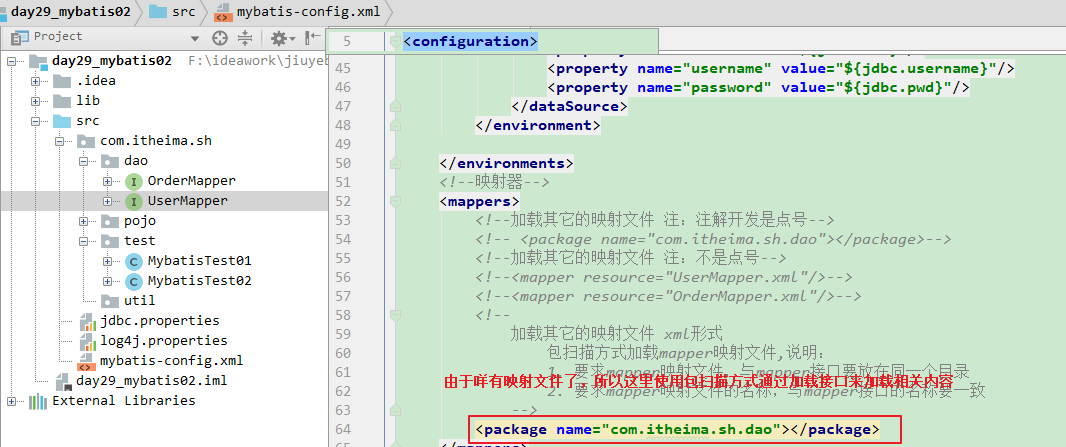 day29_mybatis02 src mybatis-config.xml
Project
day29_mybatis02 F:\ideawork\jiuyeb
.idea
lib
src
com.itheima.sh
dao
OrderMapper
UserMapper
pojo
test
MybatisTest01
MybatisTest02
util
jdbc.properties
log4j.properties
mybatis-config.xml
day29_mybatis02.iml
External Libraries
5 <configuration>
45 <property name="username" value="${jdbc.username}"/>
46 <property name="password" value="${jdbc.pwd}"/>
47 </dataSource>
48 </environment>
49
50 </environments>
51 <!--映射器-->
52 <mappers>
53 <!--加载其它的映射文件 注：注解开发是点号-->
54 <!-- <package name="com.itheima.sh.dao"></package>-->
55 <!--加载其它的映射文件 注：不是点号-->
56 <!--<mapper resource="UserMapper.xml"/>-->
57 <!--<mapper resource="OrderMapper.xml"/>-->
58 <!--
59 加载其它的映射文件 xml形式
60 包扫描方式加载mapper映射文件,说明：
61 1. 要求mapper映射文件，与mapper接口要放在同一个目录
由于咩有映射文件了，所以这里使用包扫描方式通过加载接口来加载相关内容
62 2. 要求mapper映射文件的名称，与mapper接口的名称要一致
63 -->
64 <package name="com.itheima.sh.dao"></package>